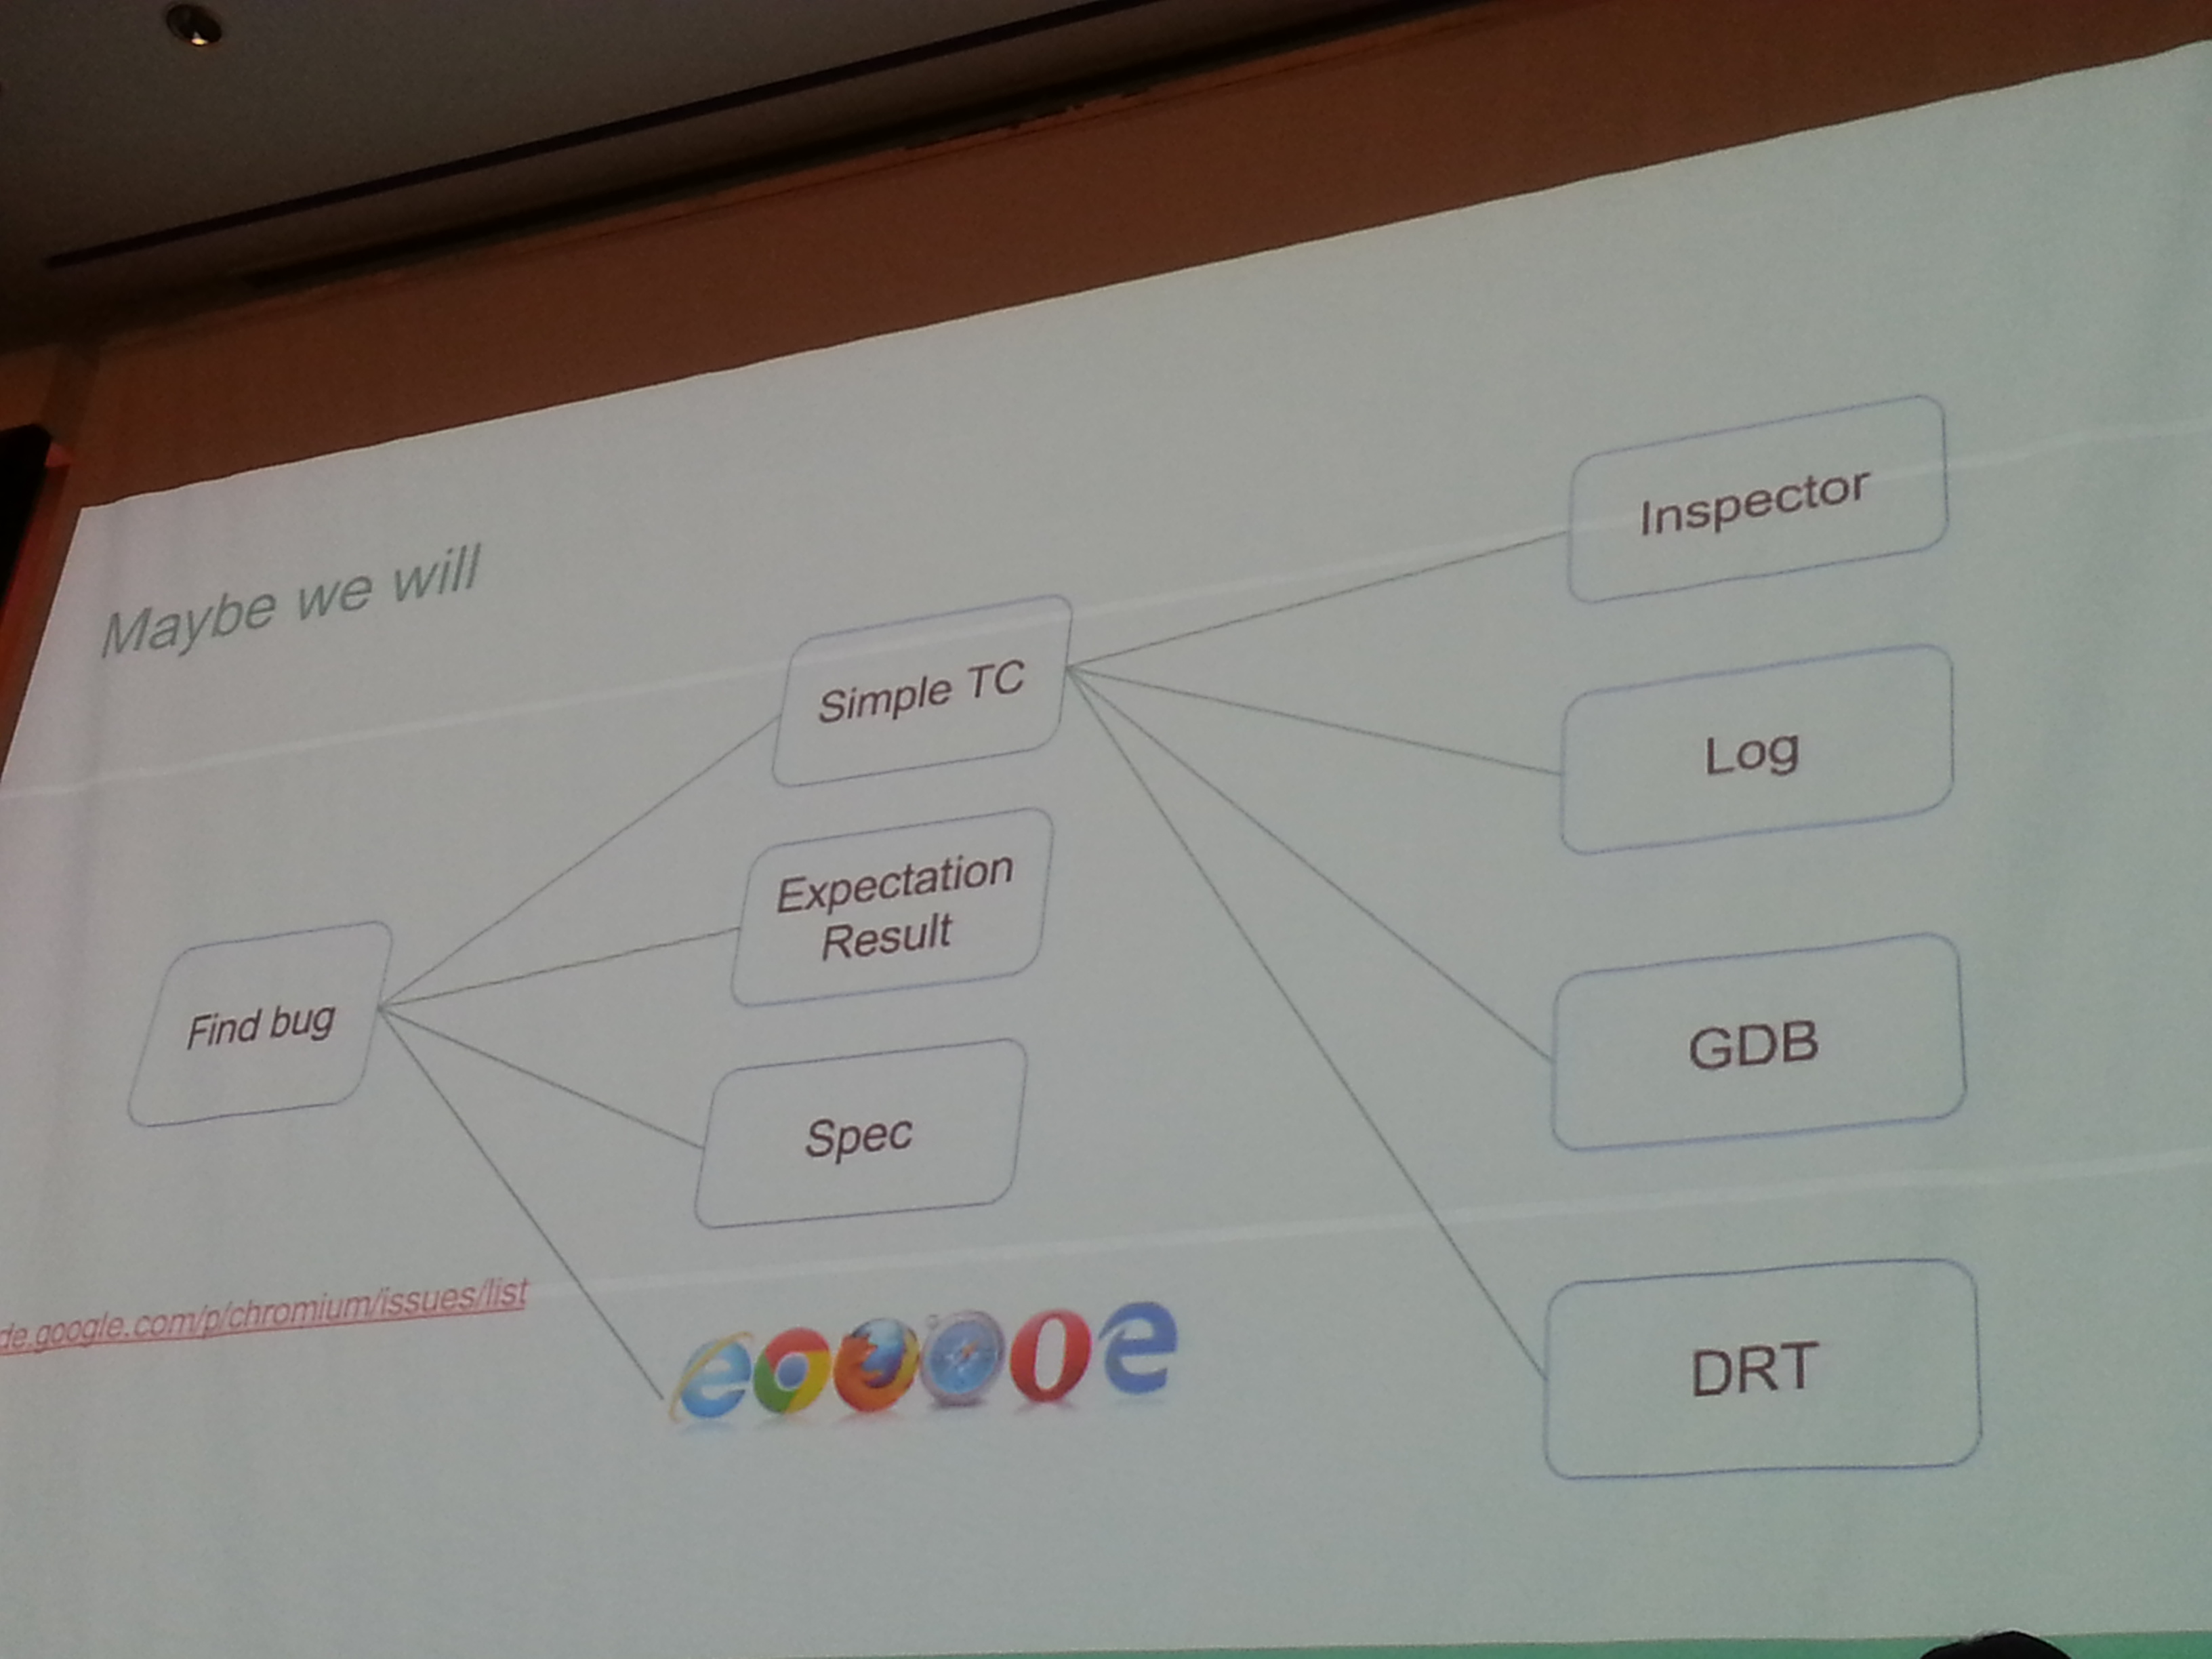 Maybe we will
Find bug
Simple TC
Expectation
Result
Spec
Inspector
Log
GDB
DRT
de.google.com/p/chromium/issues/list